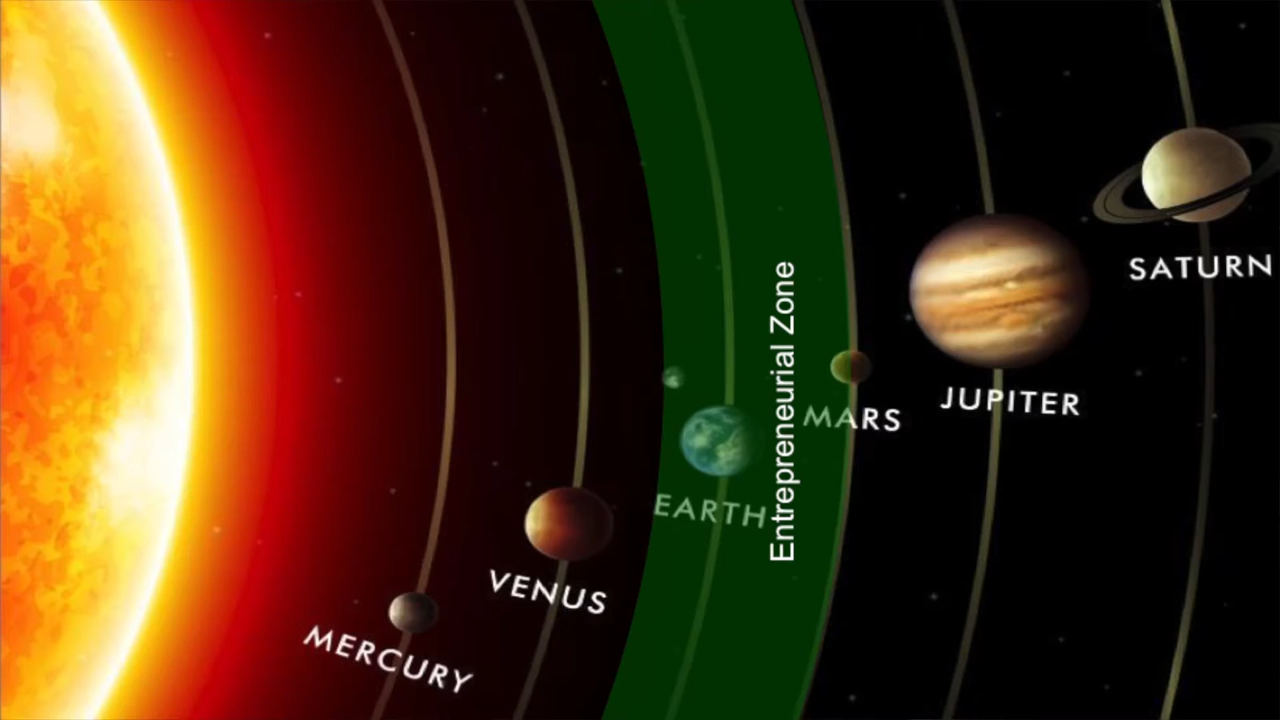 SATURN
Entrepreneurial Zone
JUPITER
MARS
EARTH
VENUS
MERCURY